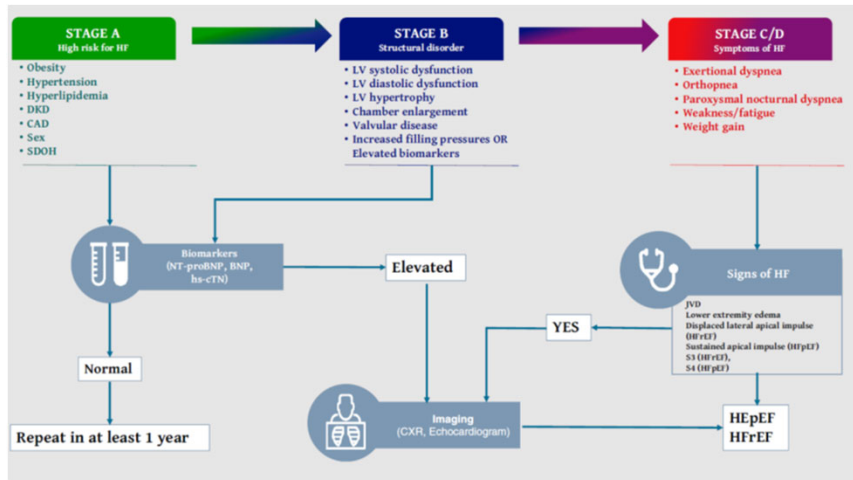 STAGE A
High risk for HF
• Obesity
• Hypertension
• Hyperlipidemia
• DKD
• CAD
• Sex
• SDOH
STAGE B
Structural disorder
• LV systolic dysfunction
• LV diastolic dysfunction
• LV hypertrophy
• Chamber enlargement
• Valvular disease
• Increased filling pressures OR
Elevated biomarkers
STAGE C/D
Symptoms of HF
• Exertional dyspnea
• Orthopnea
• Paroxysmal nocturnal dyspnea
• Weakness/fatigue
• Weight gain
Biomarkers
(NT-proBNP, BNP,
hs-cTN)
Elevated
Signs of HF
JVD
Lower extremity edema
Displaced lateral apical impulse
(HFrEF)
Sustained apical impulse (HFpEF)
S3 (HFrEF),
S4 (HFpEF)
YES
Normal
Repeat in at least 1 year
Imaging
(CXR, Echocardiogram)
HEpEF
HFrEF